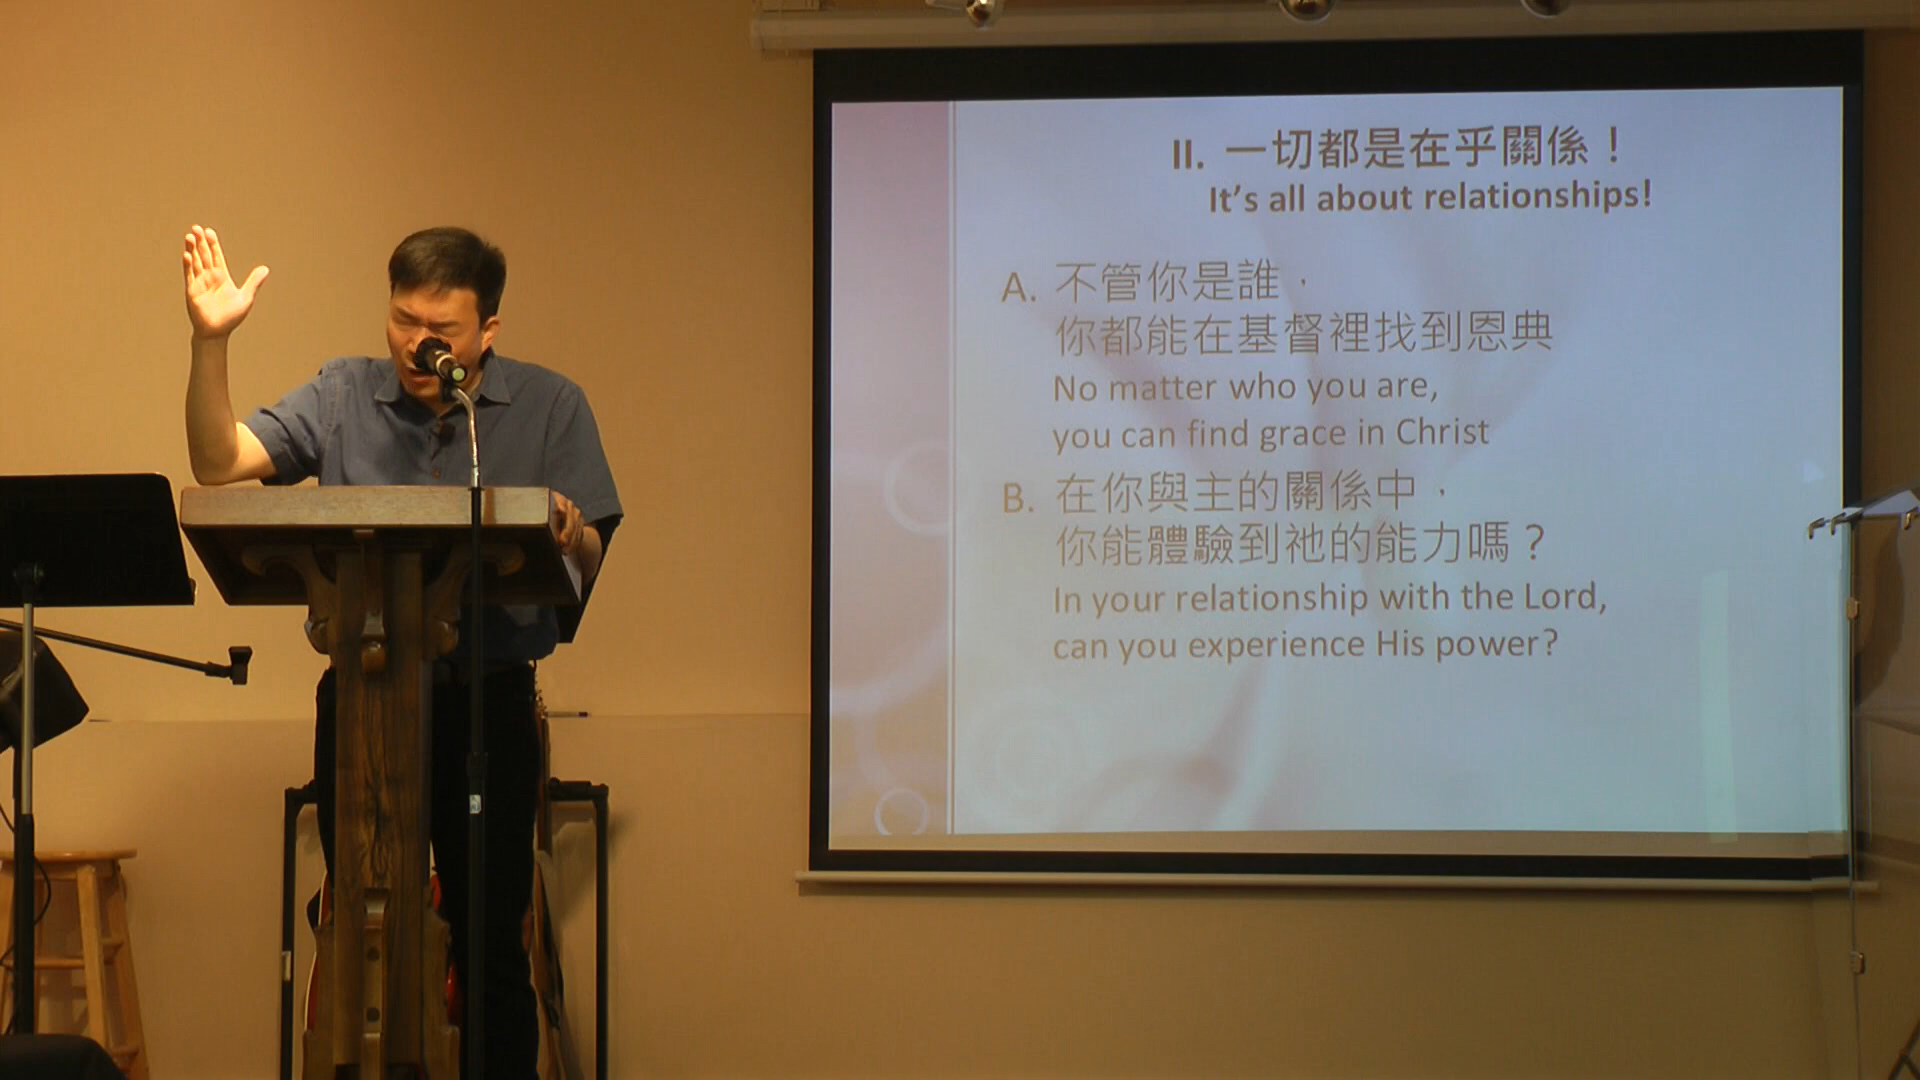 II. 一切都是在乎關係！
It's all about relationships!
A. 不管你是誰，
你都能在基督裡找到恩典
No matter who you are,
you can find grace in Christ
B. 在你與主的關係中，
你能體驗到祂的能力嗎？
In your relationship with the Lord,
can you experience His power?